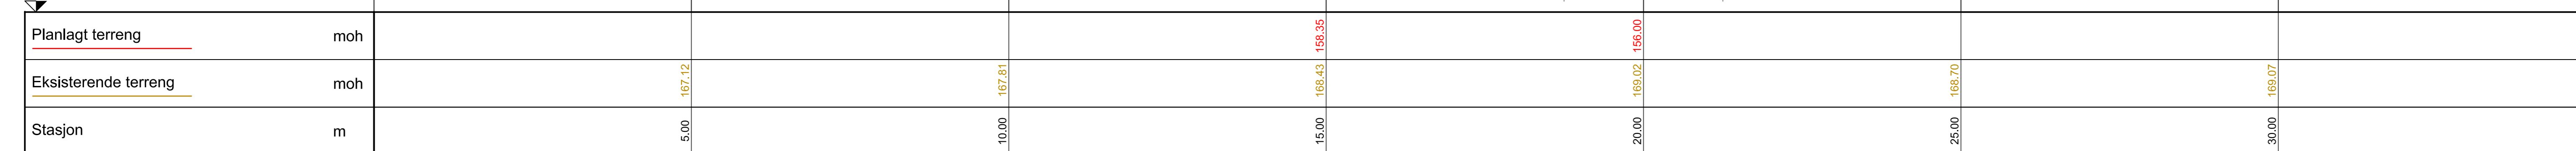 Planlagt terreng moh 158.35 156.00
Eksisterende terreng moh 167.12 167.81 168.43 169.02 168.70 169.07
Stasjon m 5.00 10.00 15.00 20.00 25.00 30.00